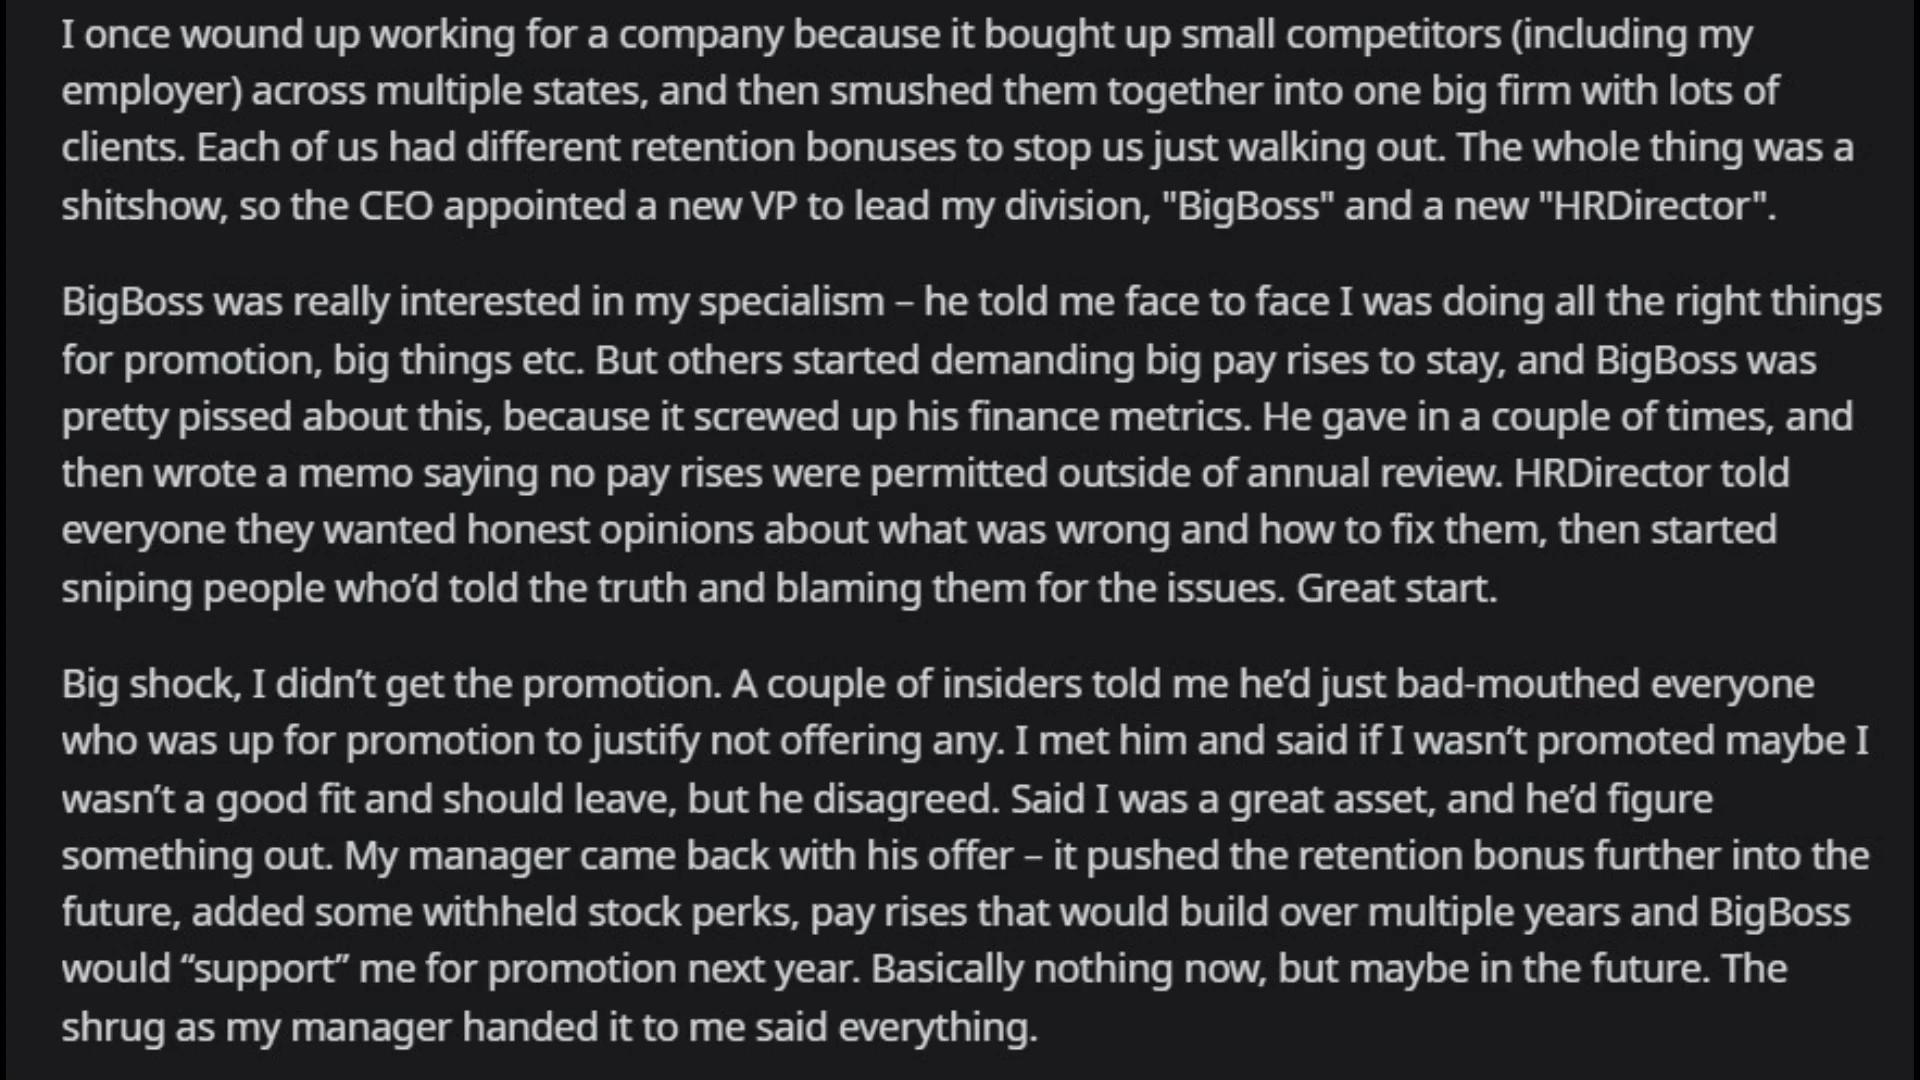 I once wound up working for a company because it bought up small competitors (including my
employer) across multiple states, and then smushed them together into one big firm with lots of
clients. Each of us had different retention bonuses to stop us just walking out. The whole thing was a
shitshow, so the CEO appointed a new VP to lead my division, "BigBoss" and a new "HRDirector".
BigBoss was really interested in my specialism – he told me face to face I was doing all the right things
for promotion, big things etc. But others started demanding big pay rises to stay, and BigBoss was
pretty pissed about this, because it screwed up his finance metrics. He gave in a couple of times, and
then wrote a memo saying no pay rises were permitted outside of annual review. HRDirector told
everyone they wanted honest opinions about what was wrong and how to fix them, then started
sniping people who’d told the truth and blaming them for the issues. Great start.
Big shock, I didn’t get the promotion. A couple of insiders told me he’d just bad-mouthed everyone
who was up for promotion to justify not offering any. I met him and said if I wasn’t promoted maybe I
wasn’t a good fit and should leave, but he disagreed. Said I was a great asset, and he’d figure
something out. My manager came back with his offer – it pushed the retention bonus further into the
future, added some withheld stock perks, pay rises that would build over multiple years and BigBoss
would “support” me for promotion next year. Basically nothing now, but maybe in the future. The
shrug as my manager handed it to me said everything.